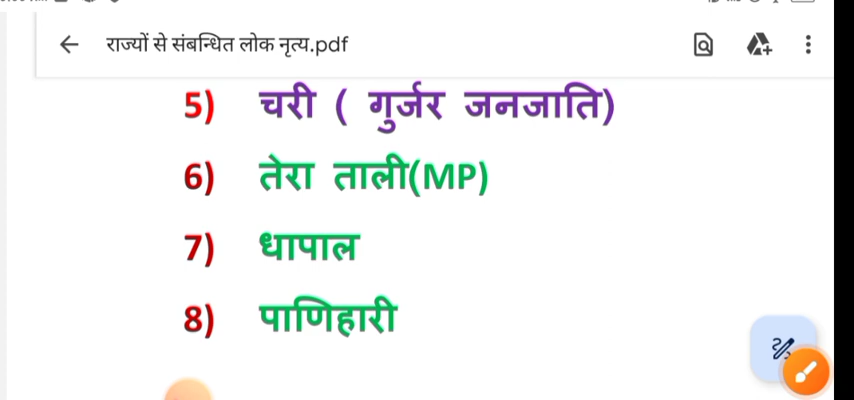 राज्यों से संबन्धित लोक नृत्य.pdf
5) चरी ( गुर्जर जनजाति)
6) तेरा ताली(MP)
7) धापाल
8) पाणिहारी